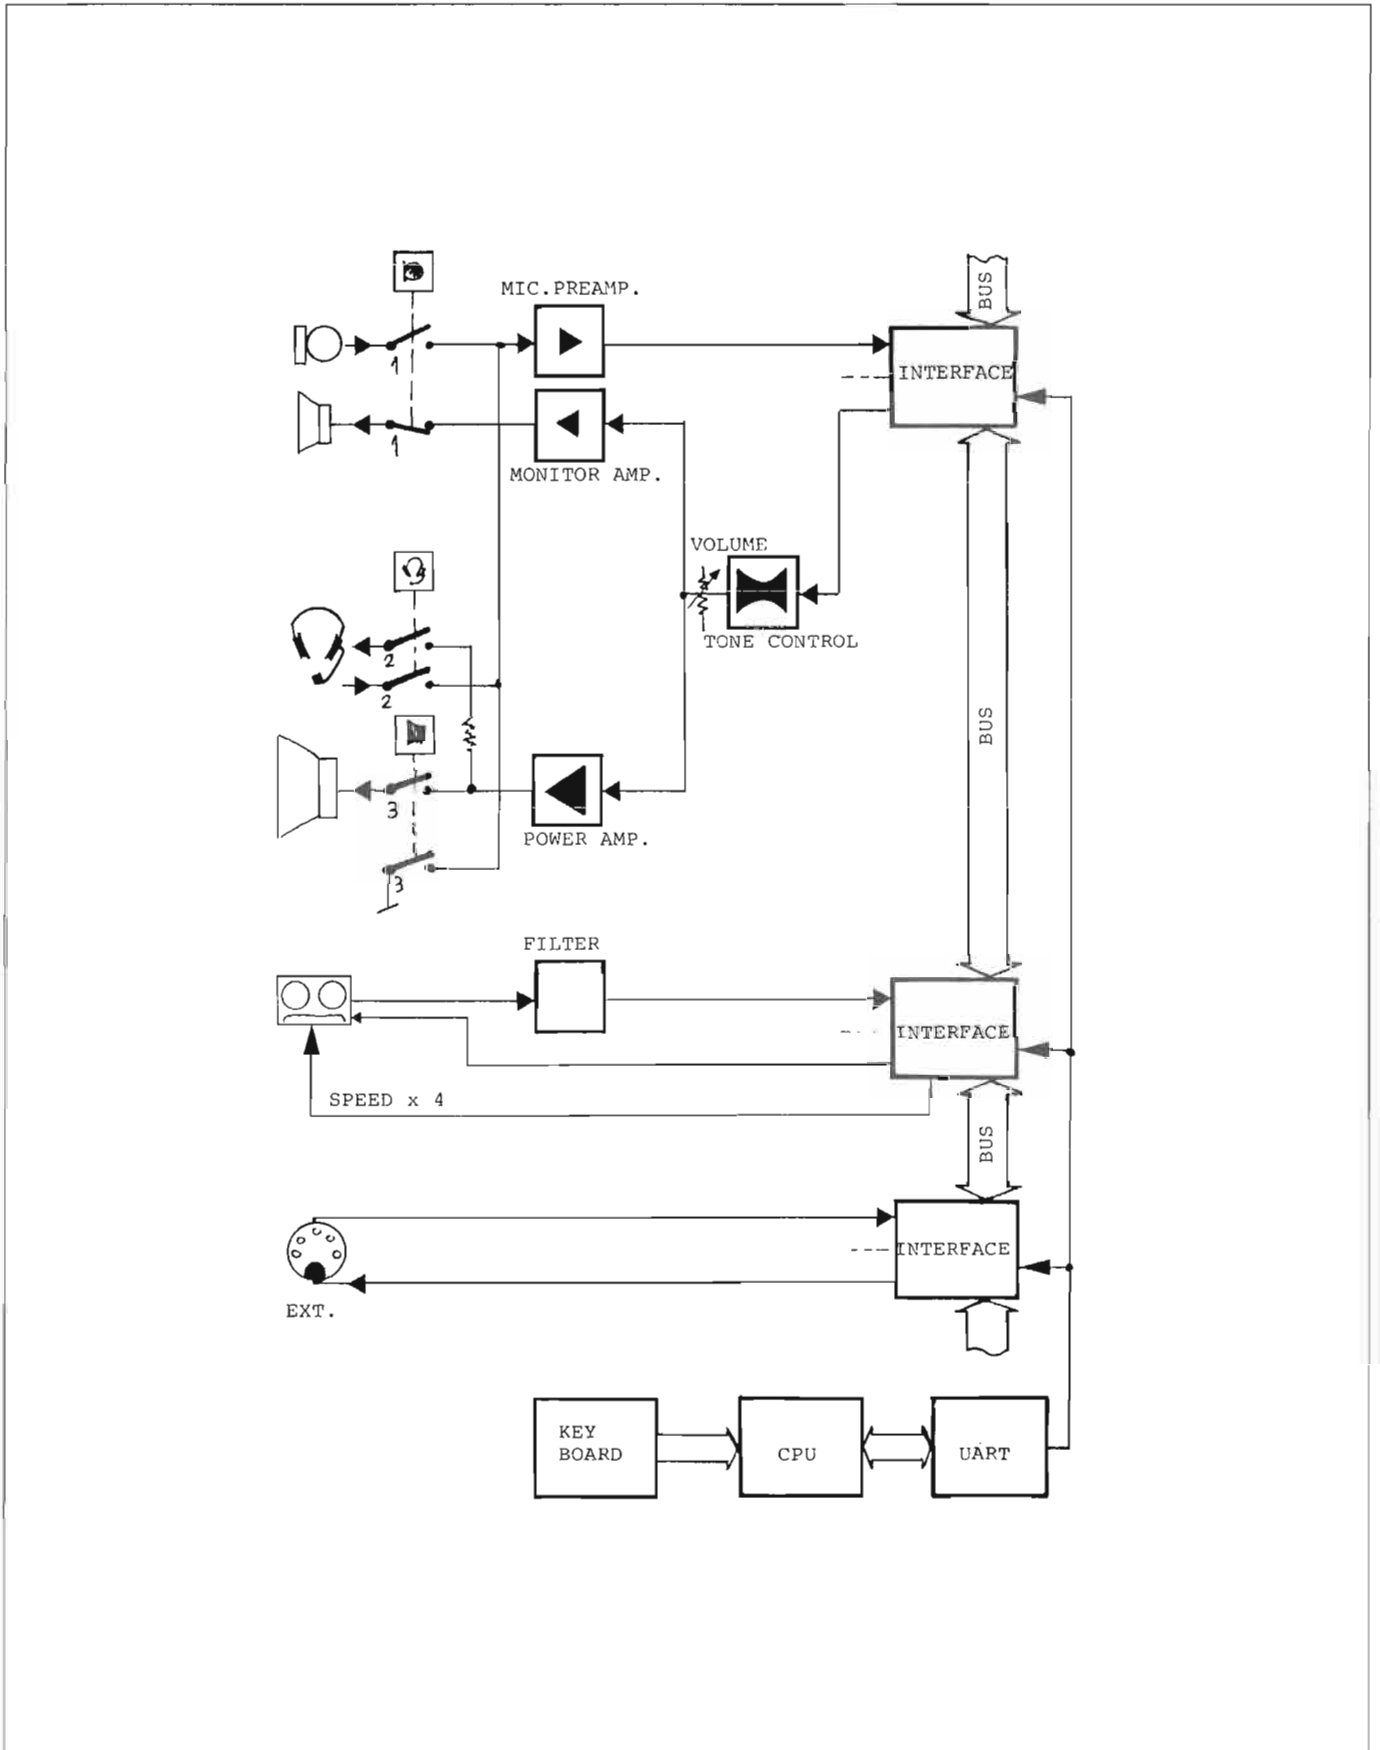 MIC.PREAMP.
BUS
1
INTERFACE
1
MONITOR AMP.
VOLUME
TONE CONTROL
2
2
BUS
3
POWER AMP.
3
FILTER
INTERFACE
SPEED x 4
BUS
INTERFACE
EXT.
KEY
BOARD
CPU
UART